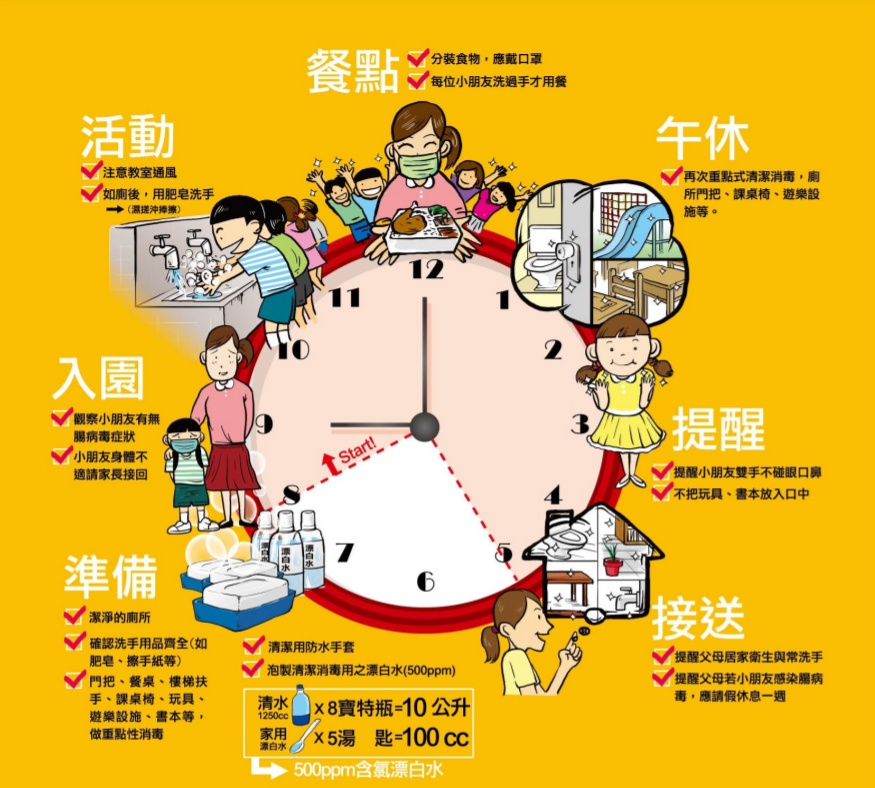 餐點
分裝食物，應戴口罩
每位小朋友洗過手才用餐
活動
注意教室通風
如廁後，用肥皂洗手
（濕搓沖捧擦）
午休
再次重點式清潔消毒，廁
所門把、課桌椅、遊樂設
施等。
入園
觀察小朋友有無
腸病毒症狀
小朋友身體不
適請家長接回
提醒
提醒小朋友雙手不碰眼口鼻
不把玩具、書本放入口中
準備
潔淨的廁所
確認洗手用品齊全（如
肥皂、擦手紙等）
門把、餐桌、樓梯扶
手、課桌椅、玩具、
遊樂設施、書本等，
做重點性消毒
清潔用防水手套
泡製清潔消毒用之漂白水(500ppm)
清水
1250cc
X8寶特瓶=10 公升
家用
漂白水
X5湯 匙=100 cc
500ppm含氯漂白水
接送
提醒父母居家衛生與常洗手
提醒父母若小朋友感染腸病
毒，應請假休息一週
12
1
2
3
4
5
6
7
8
9
10
11
Start!
漂白水
漂白水
漂白水